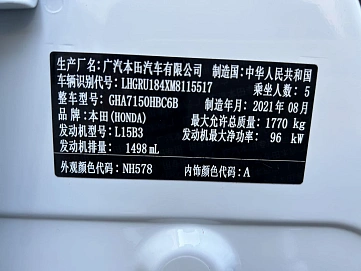 生产厂名：广汽本田汽车有限公司 制造国：中华人民共和国
车辆识别代号：LHGRU184XM8115517 乘坐人数：5
整车型号：GHA7150HBC6B 制造年月：2021年08月
品牌：本田(HONDA) 最大允许总质量：1770 kg
发动机型号：L15B3 发动机最大净功率：96 kW
发动机排量：1498 mL
外观颜色代码：NH578 内饰颜色代码：A